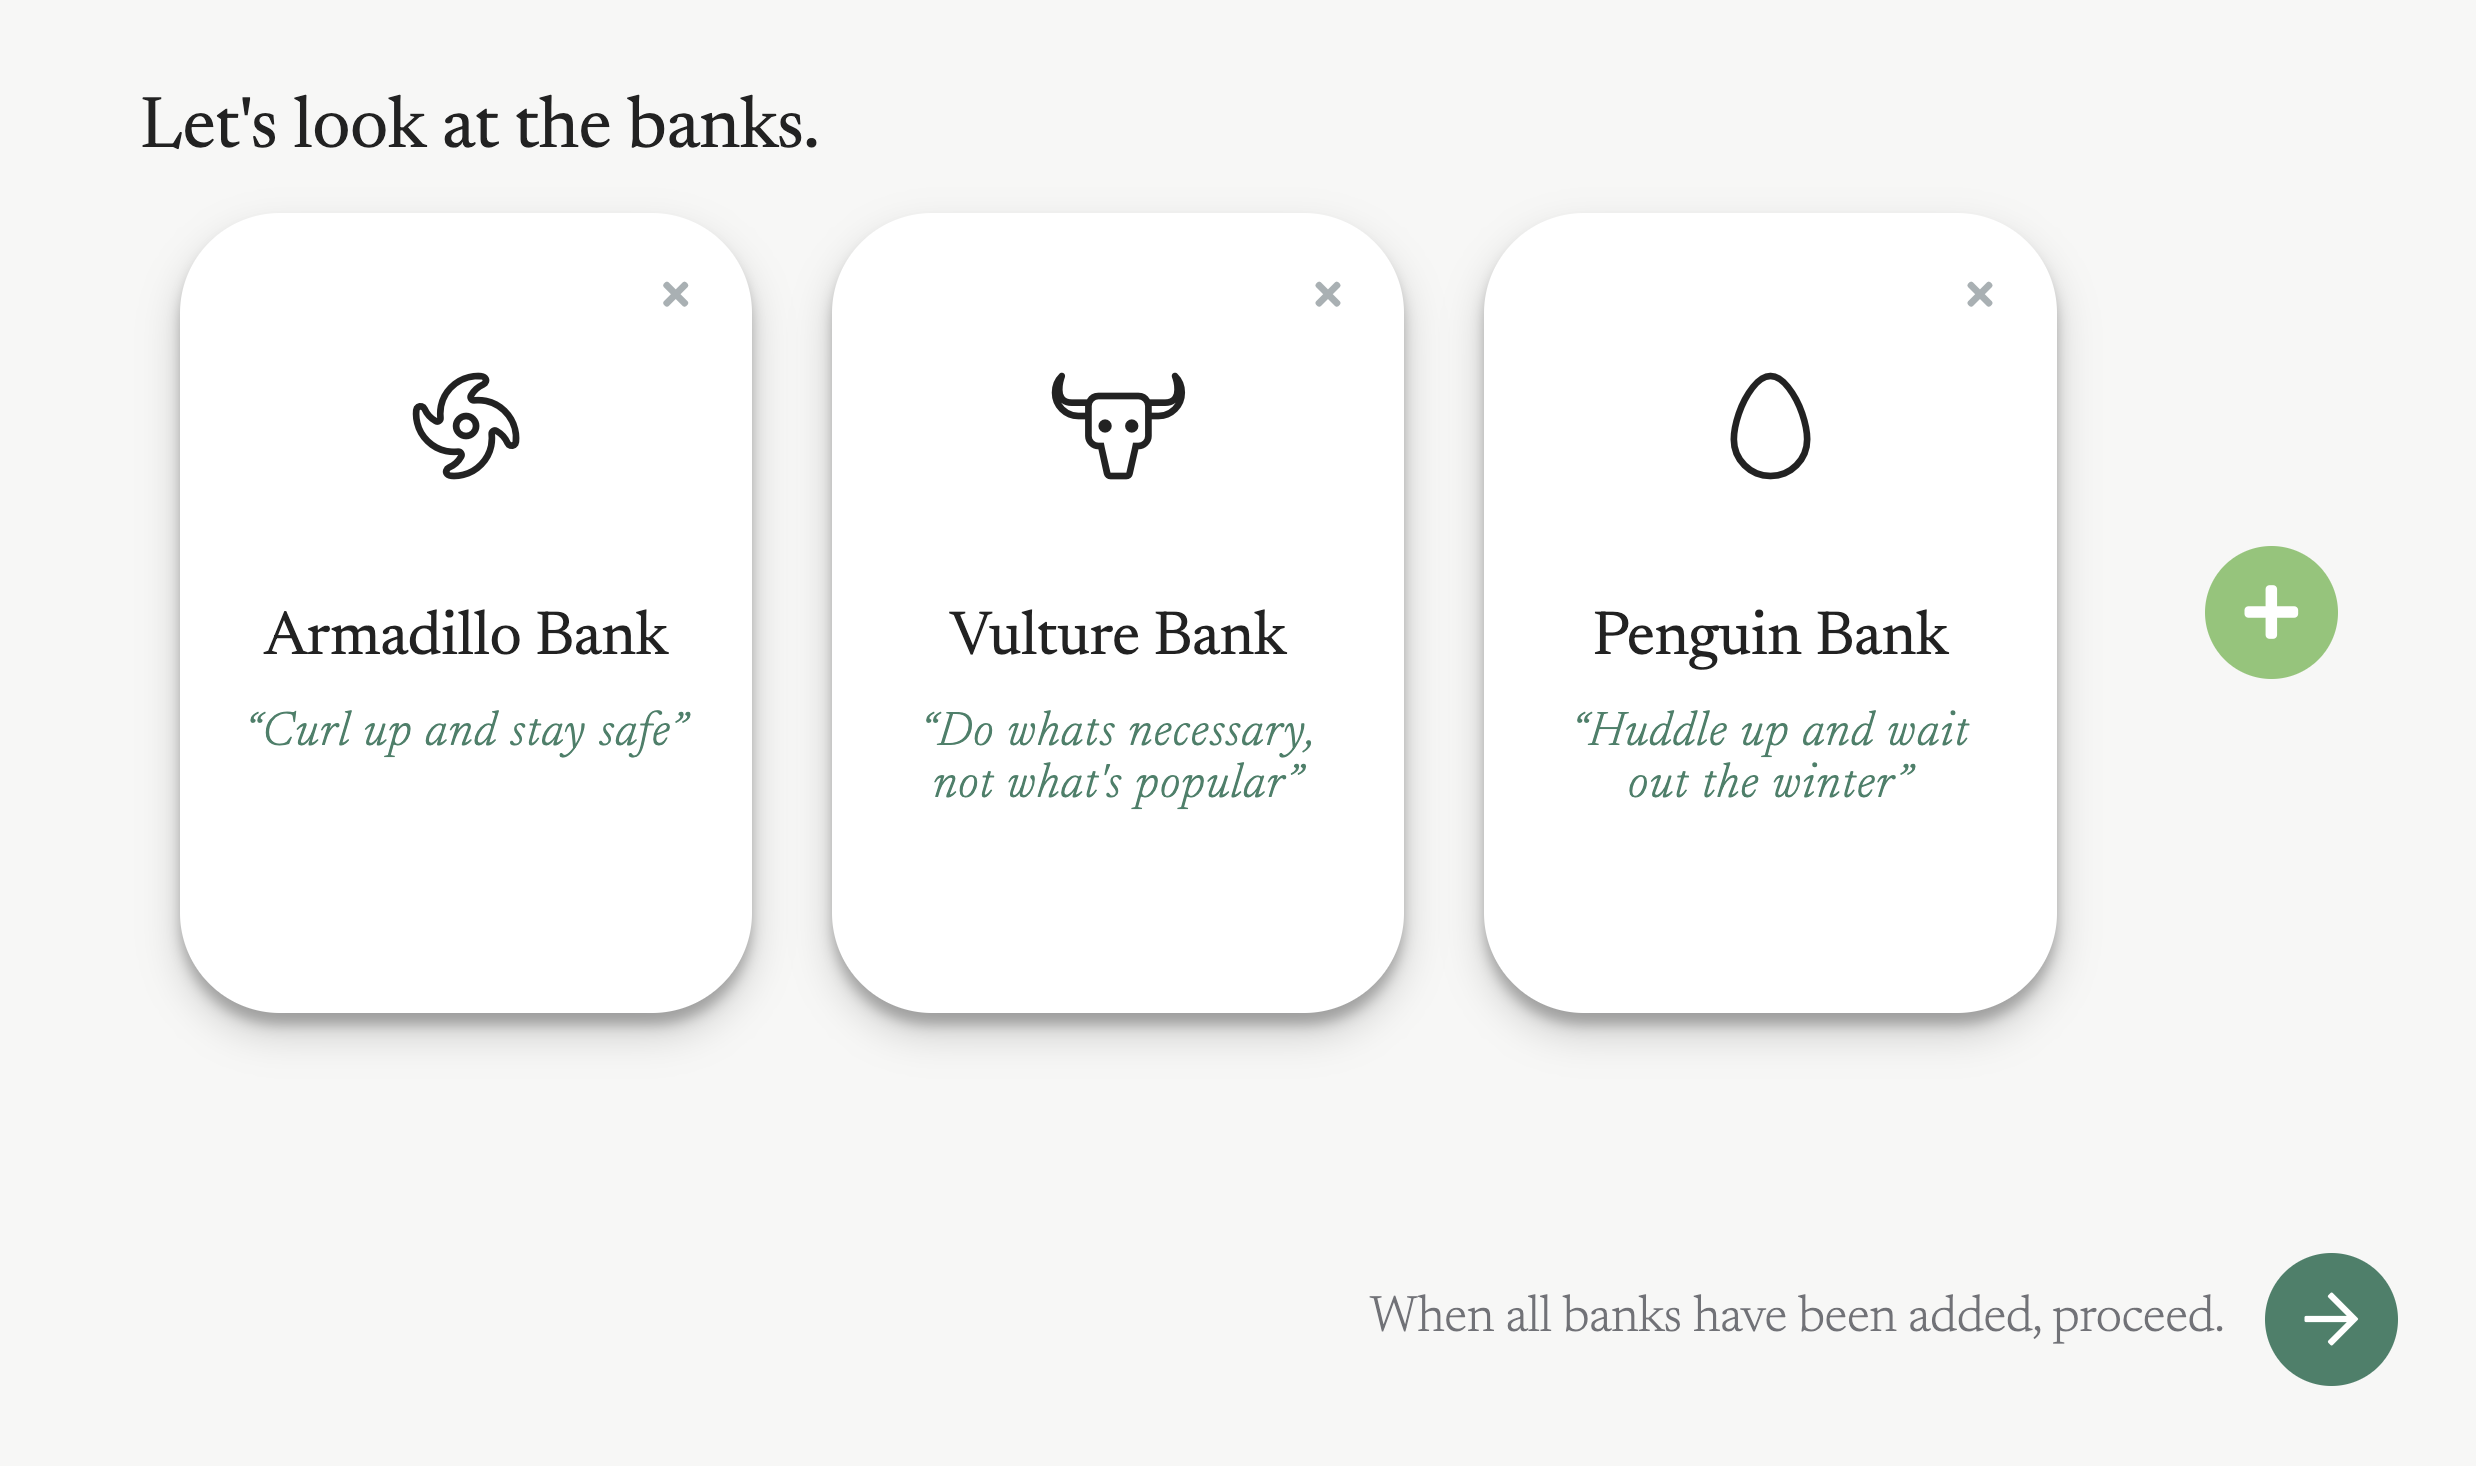 Let's look at the banks.
Armadillo Bank
“Curl up and stay safe”
Vulture Bank
“Do whats necessary,
not what's popular”
Penguin Bank
“Huddle up and wait
out the winter”
When all banks have been added, proceed.